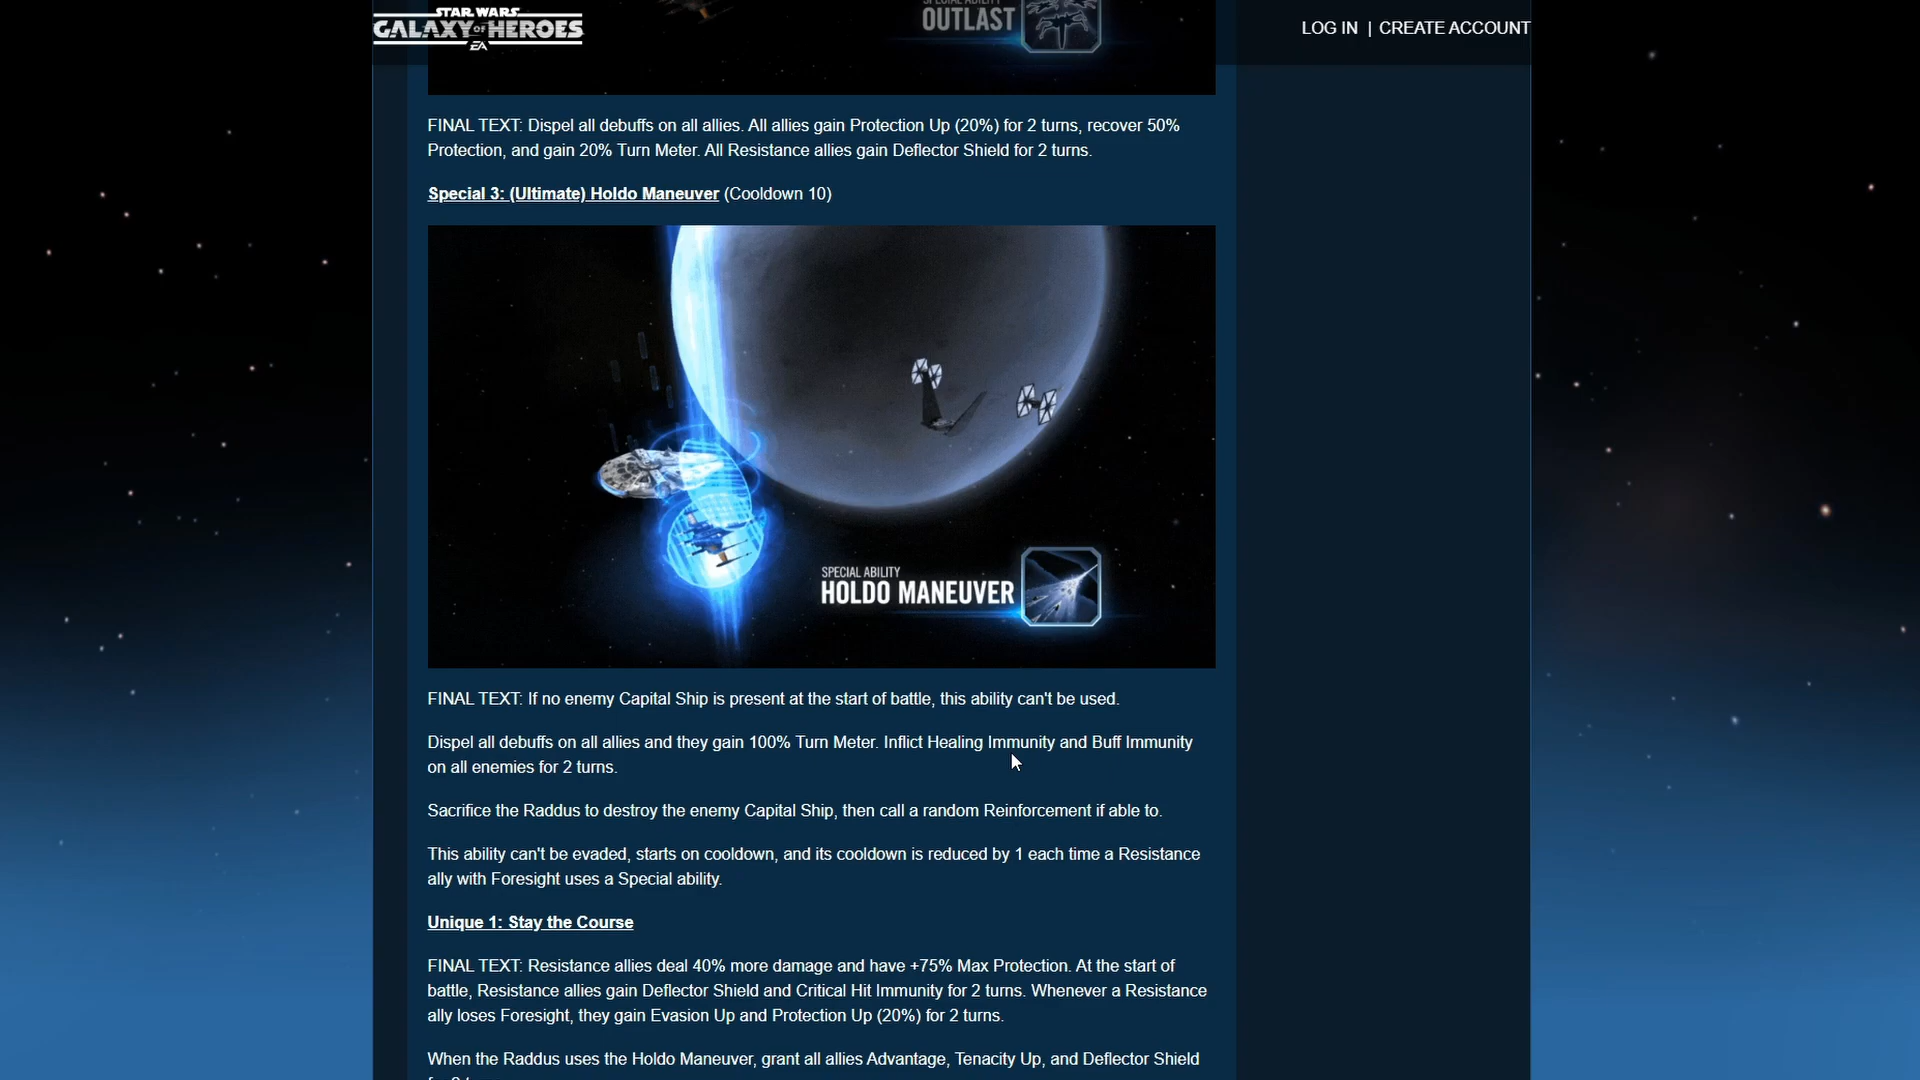 STAR WARS
GALAXY OF HEROES
EA
LOG IN | CREATE ACCOUNT
SPECIAL ABILITY
OUTLAST
FINAL TEXT: Dispel all debuffs on all allies. All allies gain Protection Up (20%) for 2 turns, recover 50%
Protection, and gain 20% Turn Meter. All Resistance allies gain Deflector Shield for 2 turns.
Special 3: (Ultimate) Holdo Maneuver (Cooldown 10)
SPECIAL ABILITY
HOLDO MANEUVER
FINAL TEXT: If no enemy Capital Ship is present at the start of battle, this ability can't be used.
Dispel all debuffs on all allies and they gain 100% Turn Meter. Inflict Healing Immunity and Buff Immunity
on all enemies for 2 turns.
Sacrifice the Raddus to destroy the enemy Capital Ship, then call a random Reinforcement if able to.
This ability can't be evaded, starts on cooldown, and its cooldown is reduced by 1 each time a Resistance
ally with Foresight uses a Special ability.
Unique 1: Stay the Course
FINAL TEXT: Resistance allies deal 40% more damage and have +75% Max Protection. At the start of
battle, Resistance allies gain Deflector Shield and Critical Hit Immunity for 2 turns. Whenever a Resistance
ally loses Foresight, they gain Evasion Up and Protection Up (20%) for 2 turns.
When the Raddus uses the Holdo Maneuver, grant all allies Advantage, Tenacity Up, and Deflector Shield